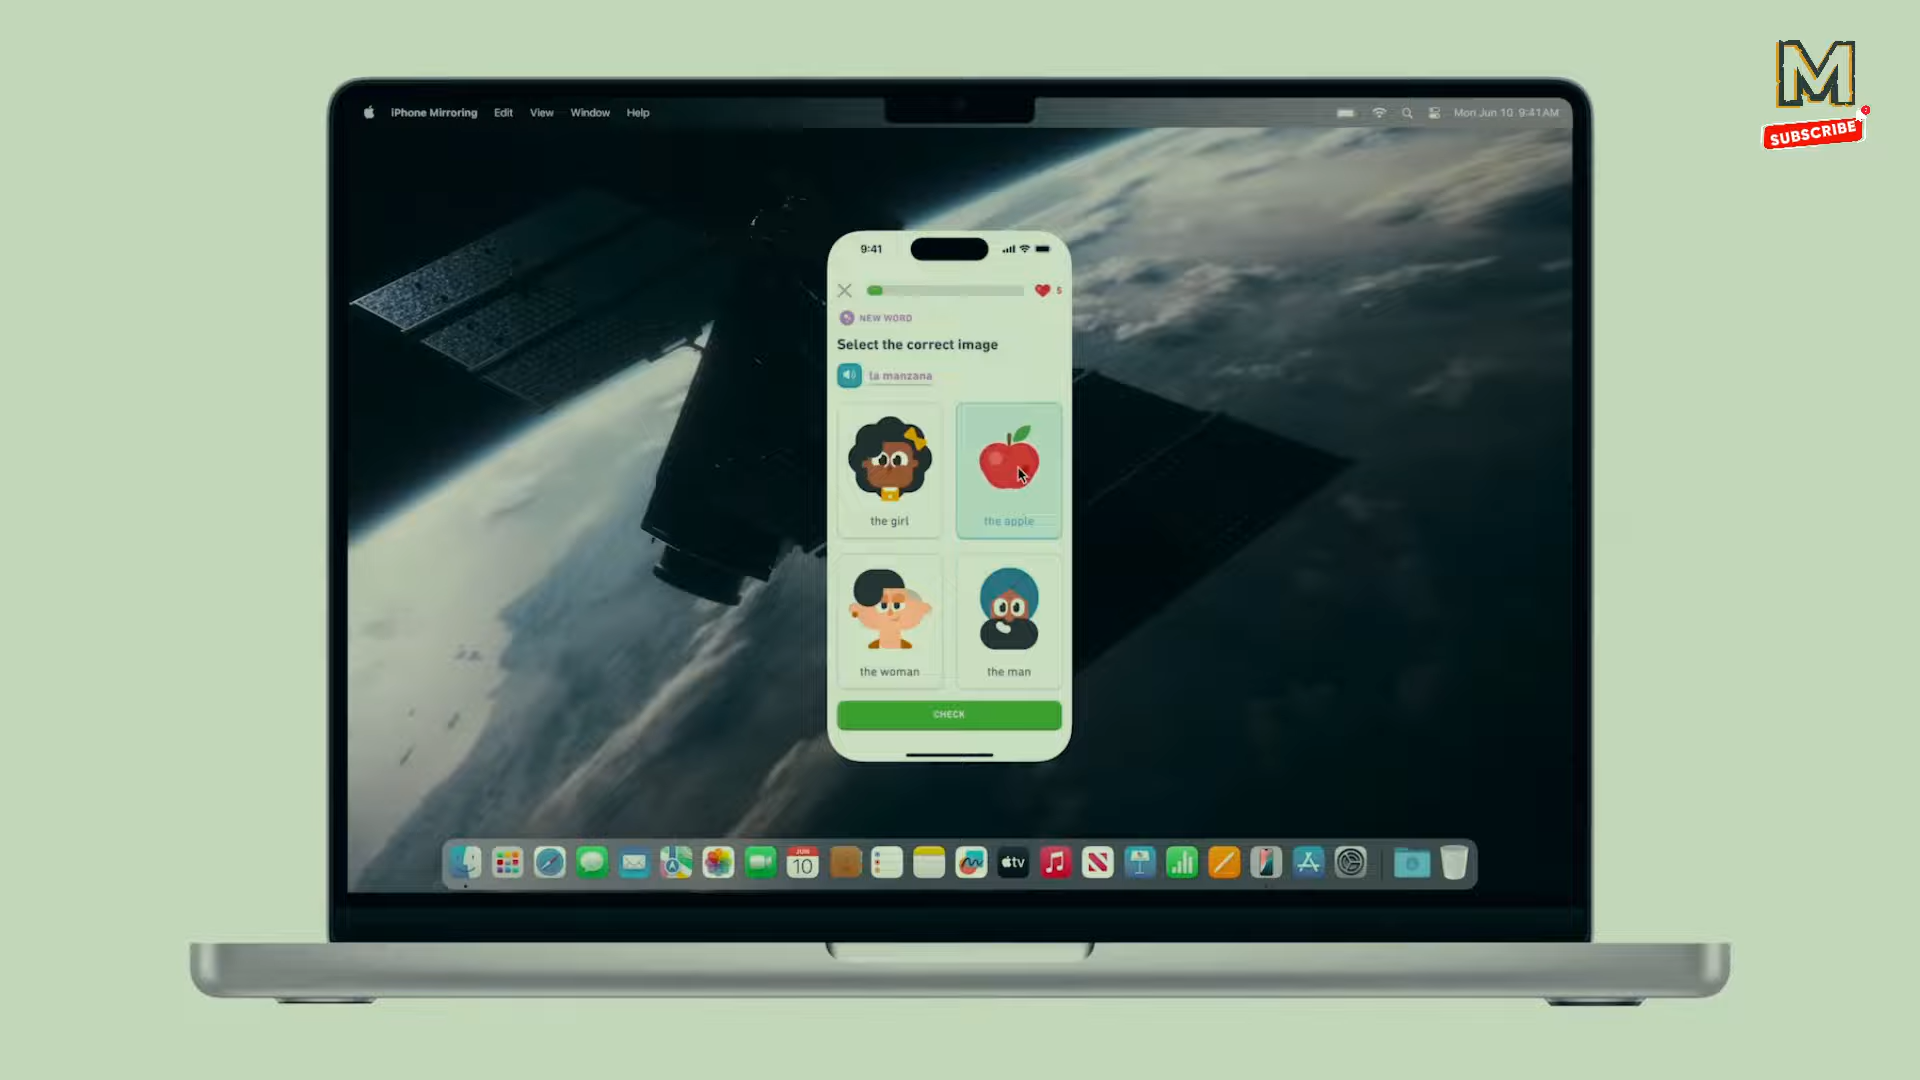 M
SUBSCRIBE
iPhone Mirroring Edit View Window Help
Mon Jun 10 9:41 AM
9:41
5
NEW WORD
Select the correct image
la manzana
the girl
the apple
the woman
the man
CHECK
JUN
10
tv